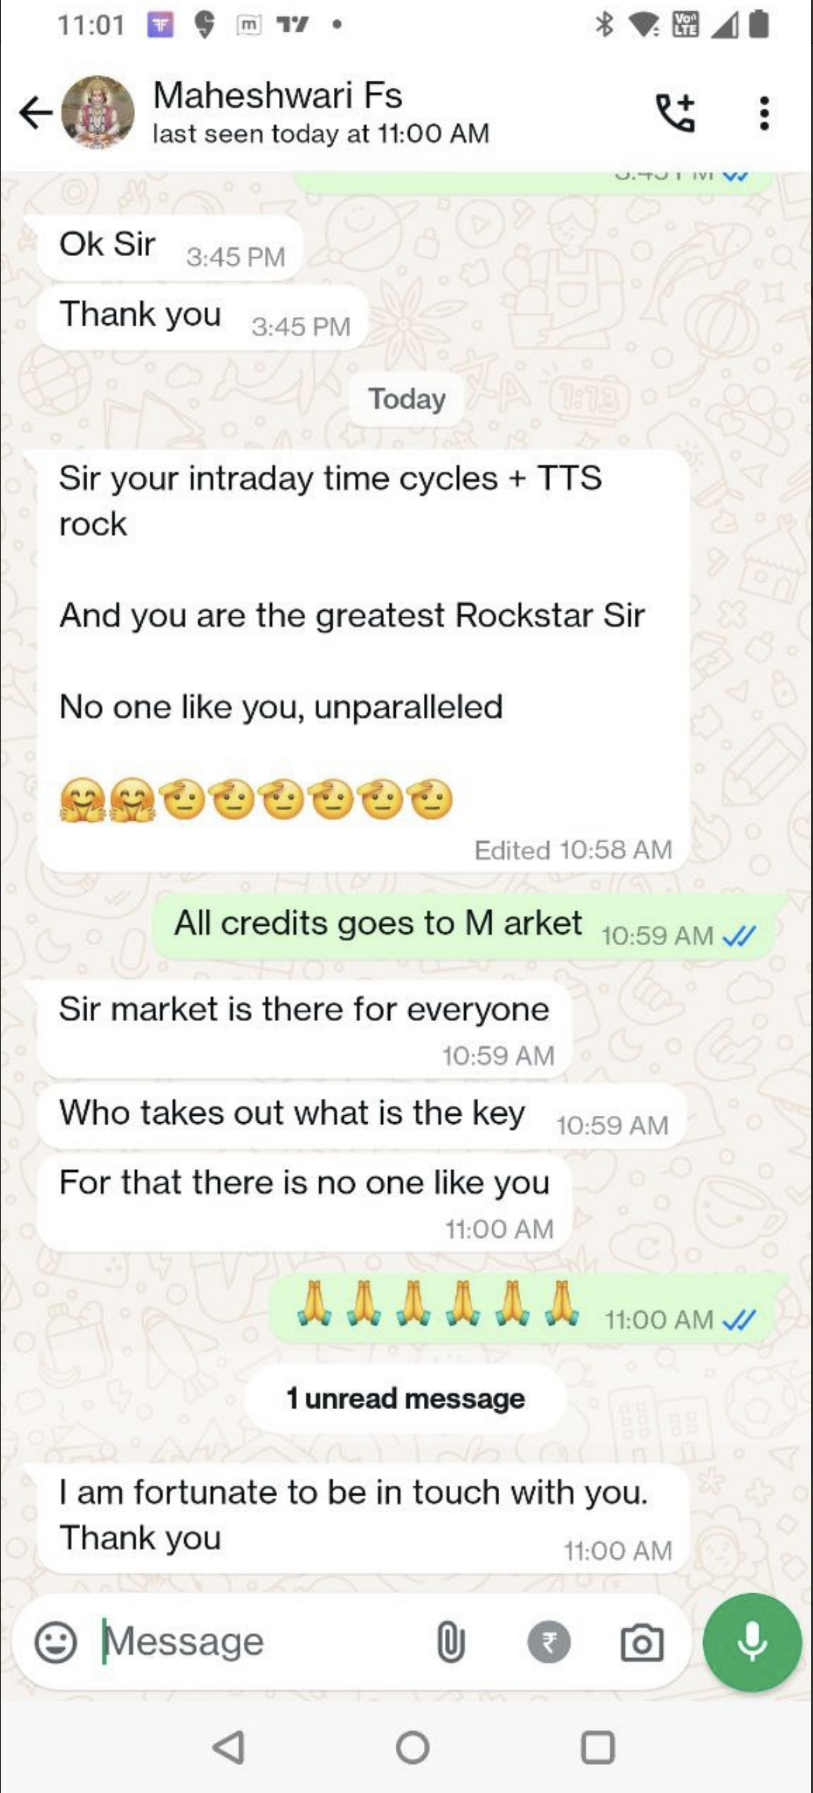 11:01
Maheshwari Fs
last seen today at 11:00 AM
Ok Sir 3:45 PM
Thank you 3:45 PM
Today
Sir your intraday time cycles + TTS
rock
And you are the greatest Rockstar Sir
No one like you, unparalleled
🤗🤗🫡🫡🫡🫡🫡🫡
Edited 10:58 AM
All credits goes to M arket 10:59 AM
Sir market is there for everyone
10:59 AM
Who takes out what is the key 10:59 AM
For that there is no one like you
11:00 AM
🙏🙏🙏🙏🙏🙏 11:00 AM
1 unread message
I am fortunate to be in touch with you.
Thank you 11:00 AM
Message